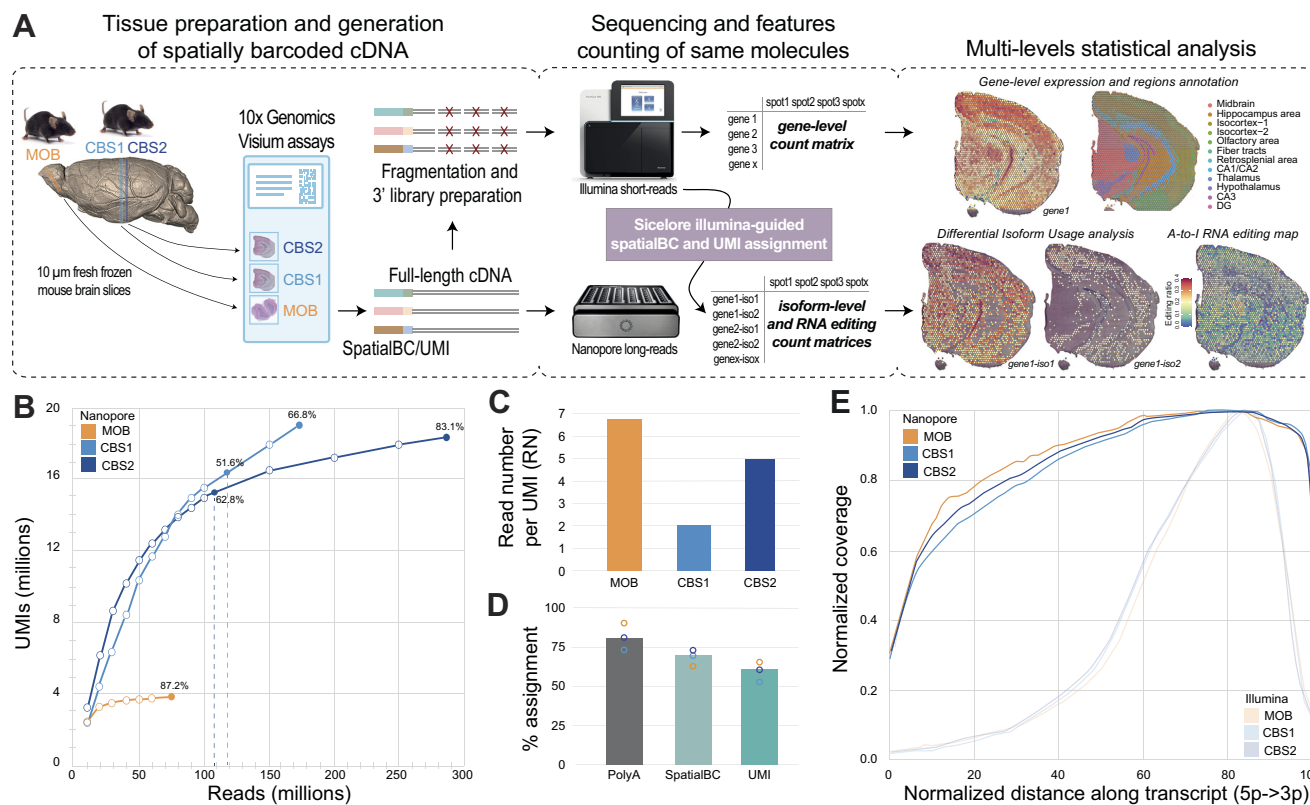 A
Tissue preparation and generation
of spatially barcoded cDNA
Sequencing and features
counting of same molecules
Multi-levels statistical analysis
MOB
CBS1 CBS2
10x Genomics
Visium assays
CBS2
CBS1
MOB
10 µm fresh frozen
mouse brain slices
Fragmentation and
3' library preparation
Full-length cDNA
SpatialBC/UMI
Illumina short-reads
spot1 spot2 spot3 spotx
gene 1
gene 2
gene 3
gene x
gene-level
count matrix
Sicelore illumina-guided
spatialBC and UMI assignment
Nanopore long-reads
spot1 spot2 spot3 spotx
gene1-iso1
gene1-iso2
gene2-iso1
gene2-iso2
genex-isox
isoform-level
and RNA editing
count matrices
Gene-level expression and regions annotation
gene1
Midbrain
Hippocampus area
Isocortex-1
Isocortex-2
Olfactory area
Fiber tracts
Retrosplenial area
CA1/CA2
Thalamus
Hypothalamus
CA3
DG
Differential Isoform Usage analysis
gene1-iso1
gene1-iso2
A-to-I RNA editing map
Editing ratio
0.0 0.1 0.2 0.3 0.4
B
Nanopore
MOB
CBS1
CBS2
UMIs (millions)
20
16
12
8
4
0
66.8%
83.1%
51.6%
62.8%
87.2%
0 50 100 150 200 250 300
Reads (millions)
C
Read number
per UMI (RN)
7
6
5
4
3
2
1
0
MOB CBS1 CBS2
D
% assignment
100
75
50
25
0
PolyA SpatialBC UMI
E
Nanopore
MOB
CBS1
CBS2
Normalized coverage
1.0
0.8
0.6
0.4
0.2
0.0
Illumina
MOB
CBS1
CBS2
0 20 40 60 80 10
Normalized distance along transcript (5p->3p)